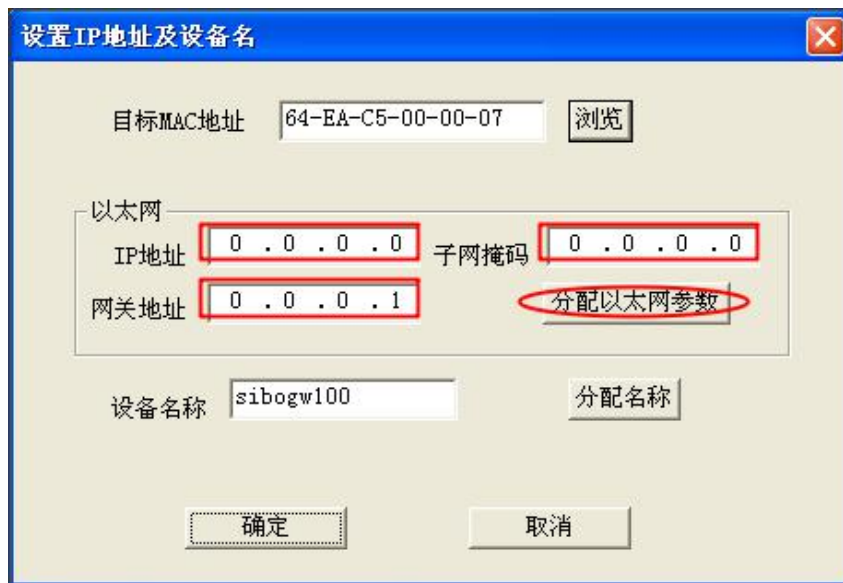 设置IP地址及设备名
目标MAC地址 64-EA-C5-00-00-07 浏览
以太网
IP地址 0 .0 .0 .0 子网掩码 0 .0 .0 .0
网关地址 0 .0 .0 .1 分配以太网参数
设备名称 sibogw100 分配名称
确定 取消